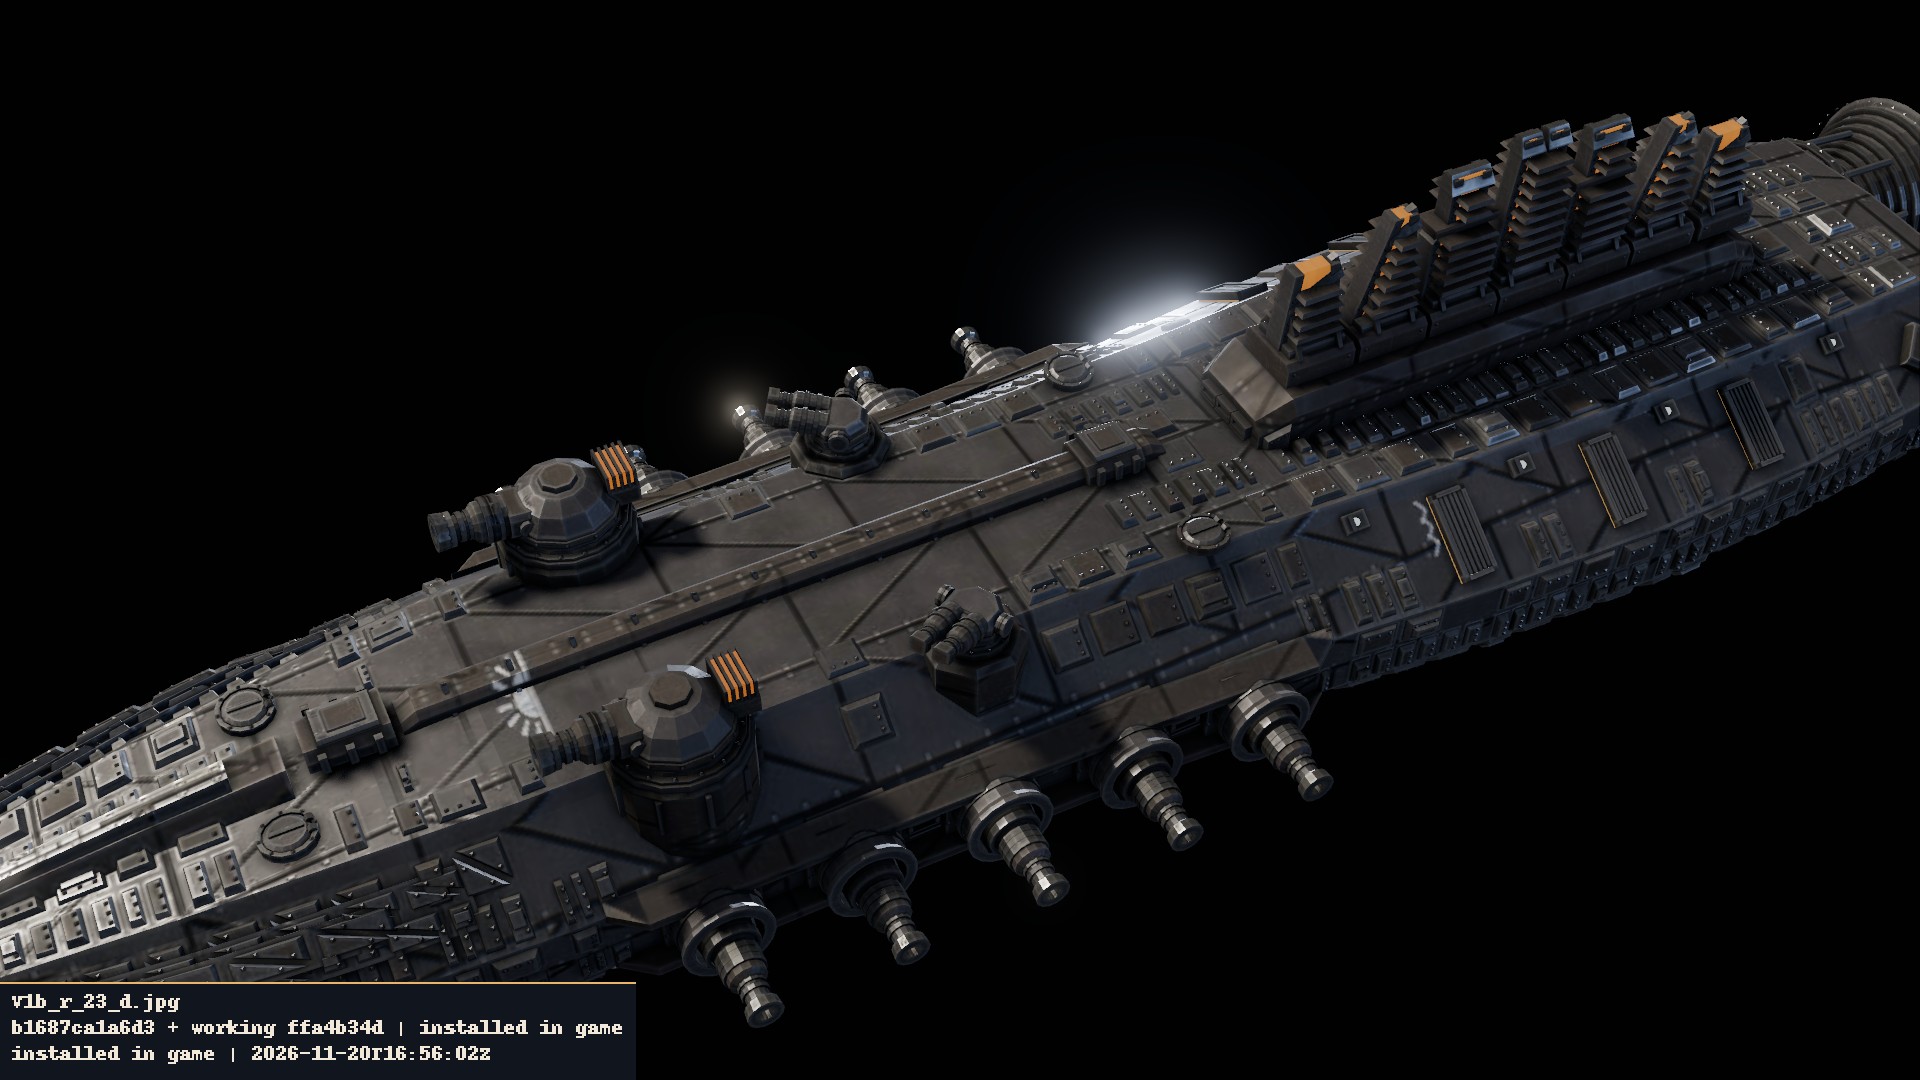 v1b_r_23_d.jpg
b1687ca1a6d3 + working ffa4b34d | installed in game
installed in game | 2026-11-20T16:56:02Z